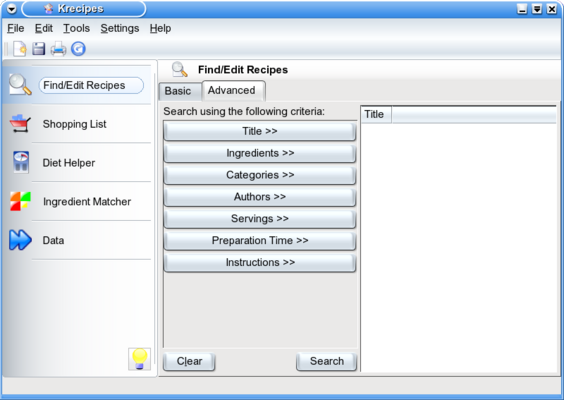 Krecipes
File Edit Tools Settings Help
Find/Edit Recipes
Shopping List
Diet Helper
Ingredient Matcher
Data
Find/Edit Recipes
Basic Advanced
Search using the following criteria:
Title >>
Ingredients >>
Categories >>
Authors >>
Servings >>
Preparation Time >>
Instructions >>
Clear Search
Title